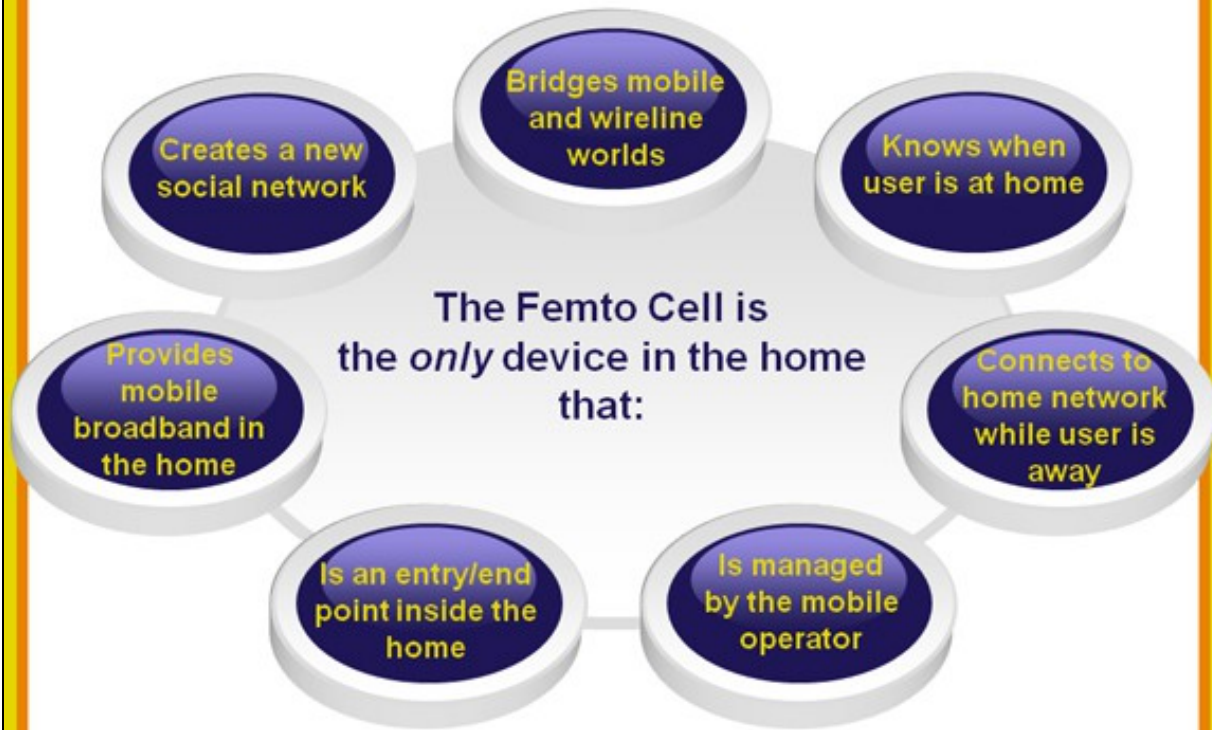 Bridges mobile
and wireline
worlds
Knows when
user is at home
Connects to
home network
while user is
away
Is managed
by the mobile
operator
Is an entry/end
point inside the
home
Provides
mobile
broadband in
the home
Creates a new
social network
The Femto Cell is
the only device in the home
that: